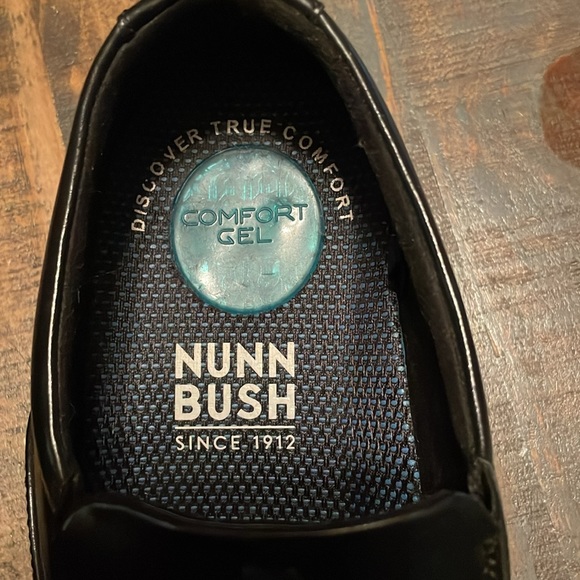 DISCOVER TRUE COMFORT
COMFORT
GEL
NUNN
BUSH
SINCE 1912